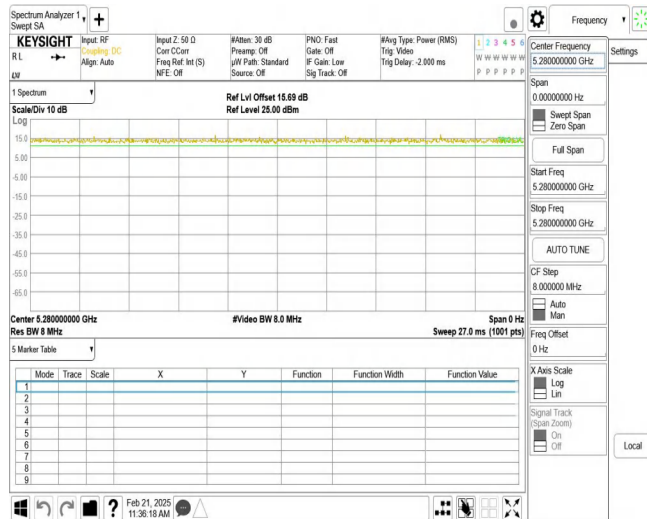 Spectrum Analyzer 1
Swept SA
+
Frequency
KEYSIGHT
R L
Input: RF
Coupling: DC
Align: Auto
Input Z: 50 Ω
Corr CCorr
Freq Ref: Int (S)
NFE: Off
#Atten: 30 dB
Preamp: Off
µW Path: Standard
Source: Off
PNO: Fast
Gate: Off
IF Gain: Low
Sig Track: Off
#Avg Type: Power (RMS)
Trig: Video
Trig Delay: -2.000 ms
1 2 3 4 5 6
W W W W W W
P P P P P P
Center Frequency
5.280000000 GHz
Settings
Span
0.00000000 Hz
Swept Span
Zero Span
Full Span
Start Freq
5.280000000 GHz
Stop Freq
5.280000000 GHz
AUTO TUNE
CF Step
8.000000 MHz
Auto
Man
Freq Offset
0 Hz
X Axis Scale
Log
Lin
Signal Track
(Span Zoom)
On
Off
Local
1 Spectrum
Scale/Div 10 dB
Ref Lvl Offset 15.69 dB
Ref Level 25.00 dBm
Log
15.0
5.00
-5.00
-15.0
-25.0
-35.0
-45.0
-55.0
-65.0
Center 5.280000000 GHz
#Video BW 8.0 MHz
Span 0 Hz
Res BW 8 MHz
Sweep 27.0 ms (1001 pts)
5 Marker Table
Mode Trace Scale X Y Function Function Width Function Value
1
2
3
4
5
6
7
8
9
?
Feb 21, 2025
11:36:18 AM